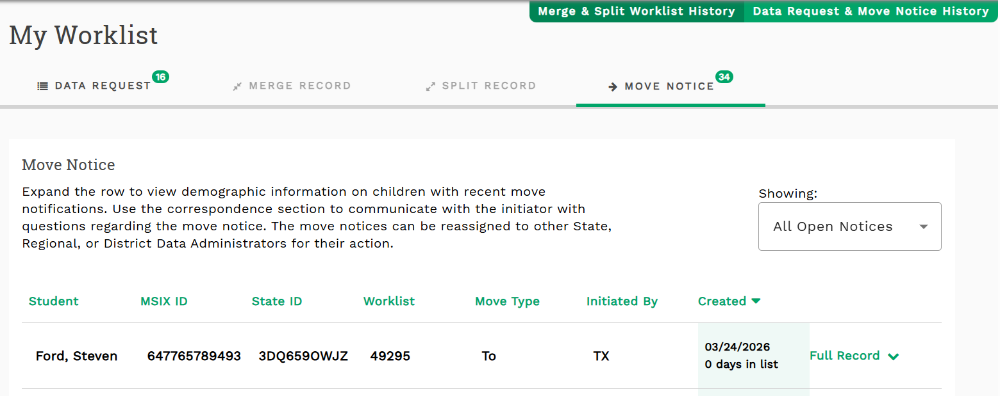 Merge & Split Worklist History Data Request & Move Notice History
My Worklist
DATA REQUEST 16 MERGE RECORD SPLIT RECORD MOVE NOTICE 34
Move Notice
Expand the row to view demographic information on children with recent move
notifications. Use the correspondence section to communicate with the initiator with
questions regarding the move notice. The move notices can be reassigned to other State,
Regional, or District Data Administrators for their action.
Showing:
All Open Notices
Student MSIX ID State ID Worklist Move Type Initiated By Created
Ford, Steven 647765789493 3DQ659OWJZ 49295 To TX 03/24/2026 Full Record
0 days in list